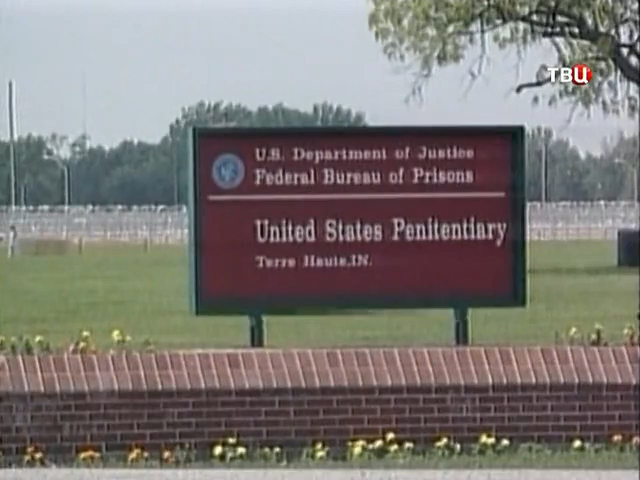 ТВЦ
U.S. Department of Justice
Federal Bureau of Prisons
United States Penitentiary
Terre Haute, IN.